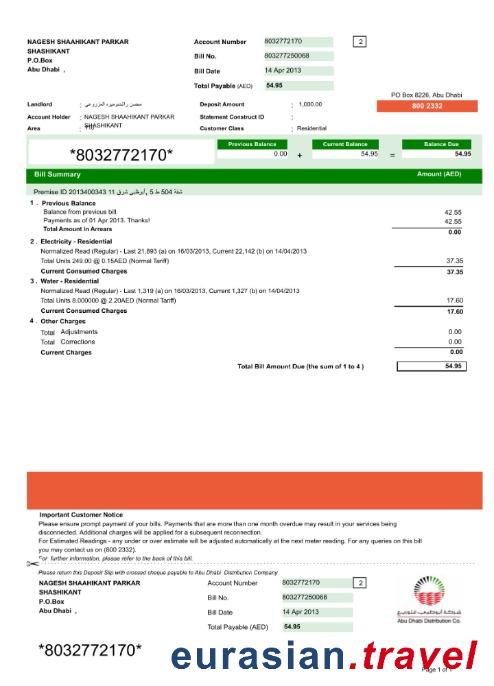 NAGESH SHAAHIKANT PARKAR
SHASHIKANT
P.O.Box
Abu Dhabi ,
Account Number 8032772170 2
Bill No. 803277250068
Bill Date 14 Apr 2013
Total Payable (AED) 54.95
PO Box 8226, Abu Dhabi
800 2332
Landlord :
Deposit Amount : 1,000.00
Account Holder : NAGESH SHAAHIKANT PARKAR
SHASHIKANT
Statement Construct ID :
Area :
Customer Class : Residential
*8032772170*
Previous Balance Current Balance Balance Due
0.00 + 54.95 = 54.95
Bill Summary Amount (AED)
Premise ID 2013400343 شقة 504 ط 5 ,أبوظبي شرق 11
1 . Previous Balance
Balance from previous bill 42.55
Payments as of 01 Apr 2013. Thanks! 42.55
Total Amount in Arrears 0.00
2 . Electricity - Residential
Normalized Read (Regular) - Last 21,893 (a) on 16/03/2013, Current 22,142 (b) on 14/04/2013
Total Units 249.00 @ 0.15AED(Normal Tariff) 37.35
Current Consumed Charges 37.35
3 . Water - Residential
Normalized Read (Regular) - Last 1,319 (a) on 16/03/2013, Current 1,327 (b) on 14/04/2013
Total Units 8.000000 @ 2.20AED(Normal Tariff) 17.60
Current Consumed Charges 17.60
4 . Other Charges
Total Adjustments 0.00
Total Corrections 0.00
Current Charges 0.00
Total Bill Amount Due (the sum of 1 to 4 ) 54.95
Important Customer Notice
Please ensure prompt payment of your bills. Payments that are more than one month overdue may result in your services being
disconnected. Additional charges will be applied for a subsequent reconnection.
For Estimated Readings - any under or over estimate will be adjusted automatically at the next meter reading. For any queries on this bill
you may contact us on (800 2332).
For further information, please refer to the back of this bill.
Please return this Deposit Slip with crossed cheque payable to Abu Dhabi Distribution Company
NAGESH SHAAHIKANT PARKAR
SHASHIKANT
P.O.Box
Abu Dhabi ,
Account Number 8032772170 2
Bill No. 803277250068
Bill Date 14 Apr 2013
Total Payable (AED) 54.95
شركة أبوظبي للتوزيع
Abu Dhabi Distribution Co.
*8032772170*
eurasian.travel
Page 1 of 1